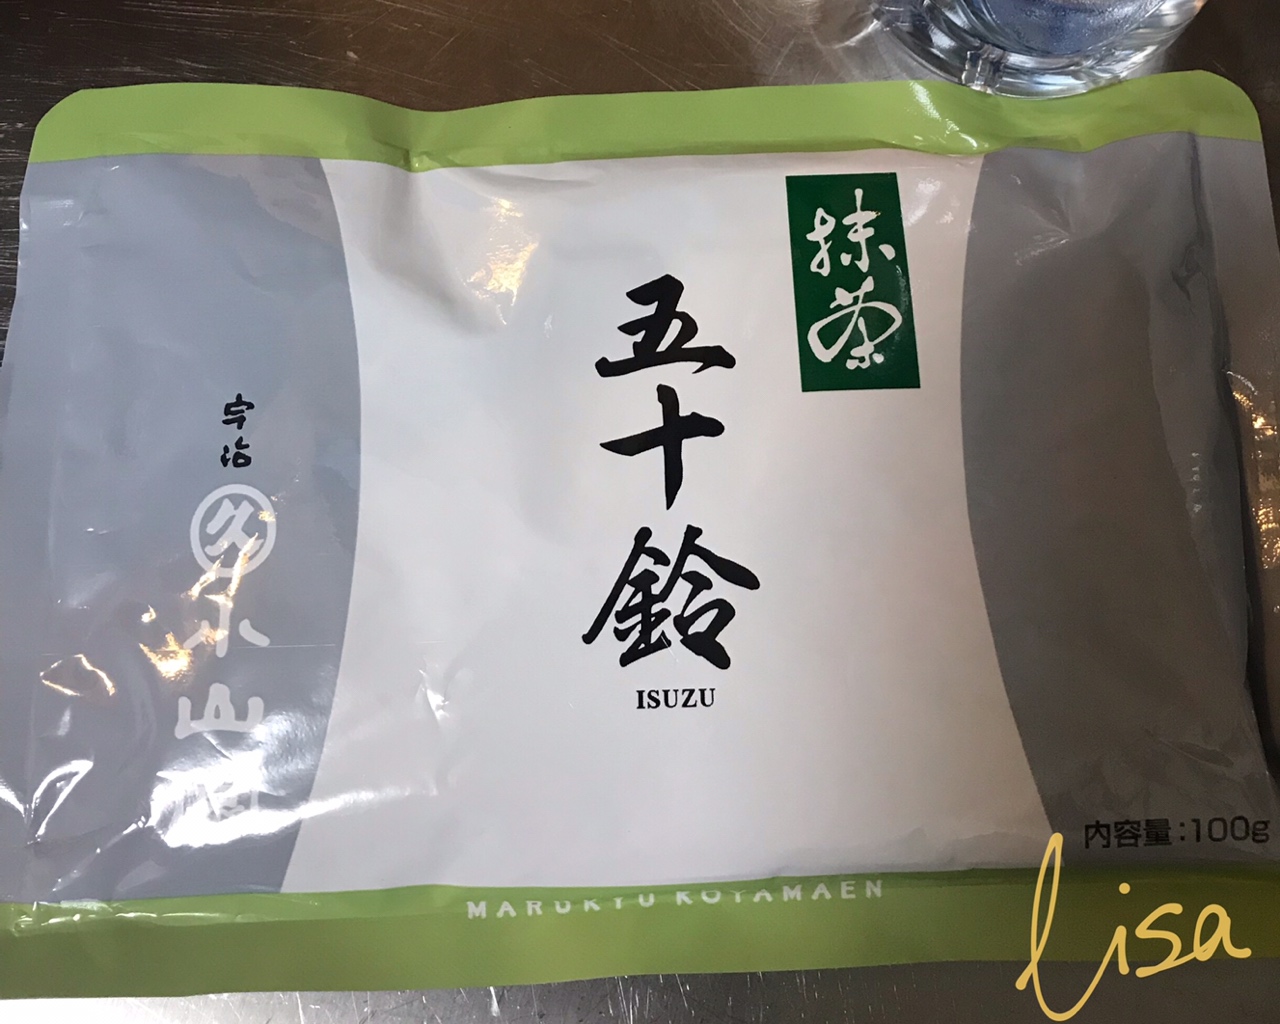 抹茶
五十鈴
ISUZU
宇治
久
小山園
内容量:100g
MARUKYU KOYAMAEN
lisa